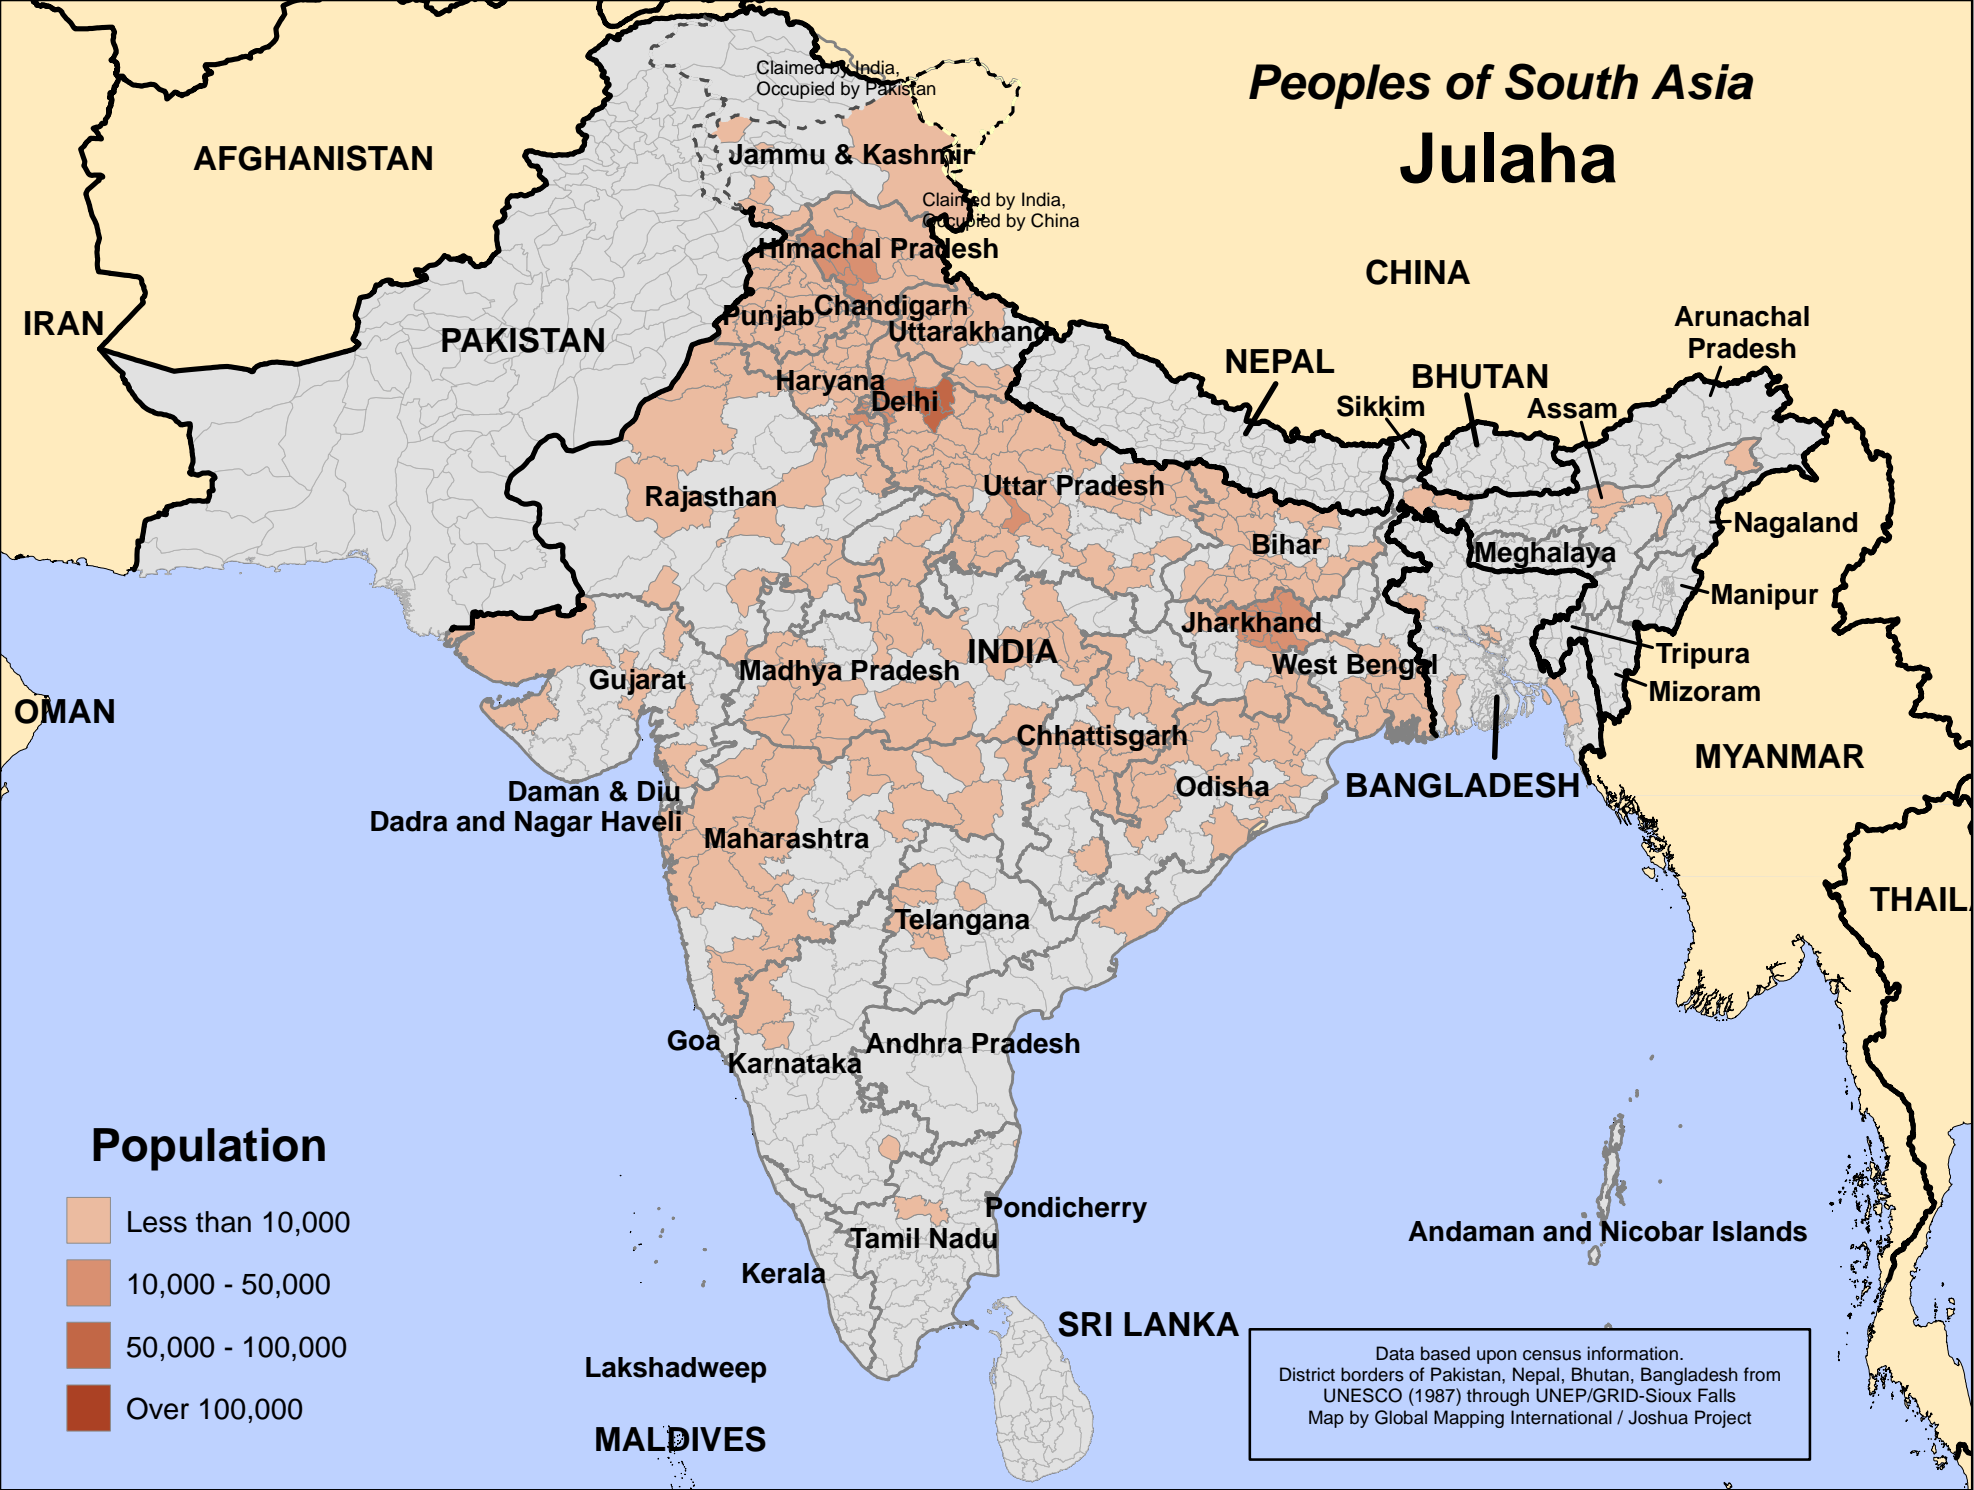 Peoples of South Asia
Julaha
Claimed by India,
Occupied by Pakistan
AFGHANISTAN
Jammu & Kashmir
Claimed by India,
Occupied by China
Himachal Pradesh
CHINA
IRAN
PAKISTAN
Punjab
Chandigarh
Uttarakhand
Arunachal
Pradesh
NEPAL
BHUTAN
Haryana
Delhi
Sikkim
Assam
Rajasthan
Uttar Pradesh
Nagaland
Bihar
Meghalaya
Manipur
Jharkhand
INDIA
Tripura
Gujarat
Madhya Pradesh
West Bengal
Mizoram
OMAN
Chhattisgarh
MYANMAR
Odisha
BANGLADESH
Daman & Diu
Dadra and Nagar Haveli
Maharashtra
THAIL
Telangana
Goa
Andhra Pradesh
Karnataka
Population
Less than 10,000
10,000 - 50,000
50,000 - 100,000
Over 100,000
Pondicherry
Andaman and Nicobar Islands
Tamil Nadu
Kerala
SRI LANKA
Lakshadweep
MALDIVES
Data based upon census information.
District borders of Pakistan, Nepal, Bhutan, Bangladesh from
UNESCO (1987) through UNEP/GRID-Sioux Falls
Map by Global Mapping International / Joshua Project